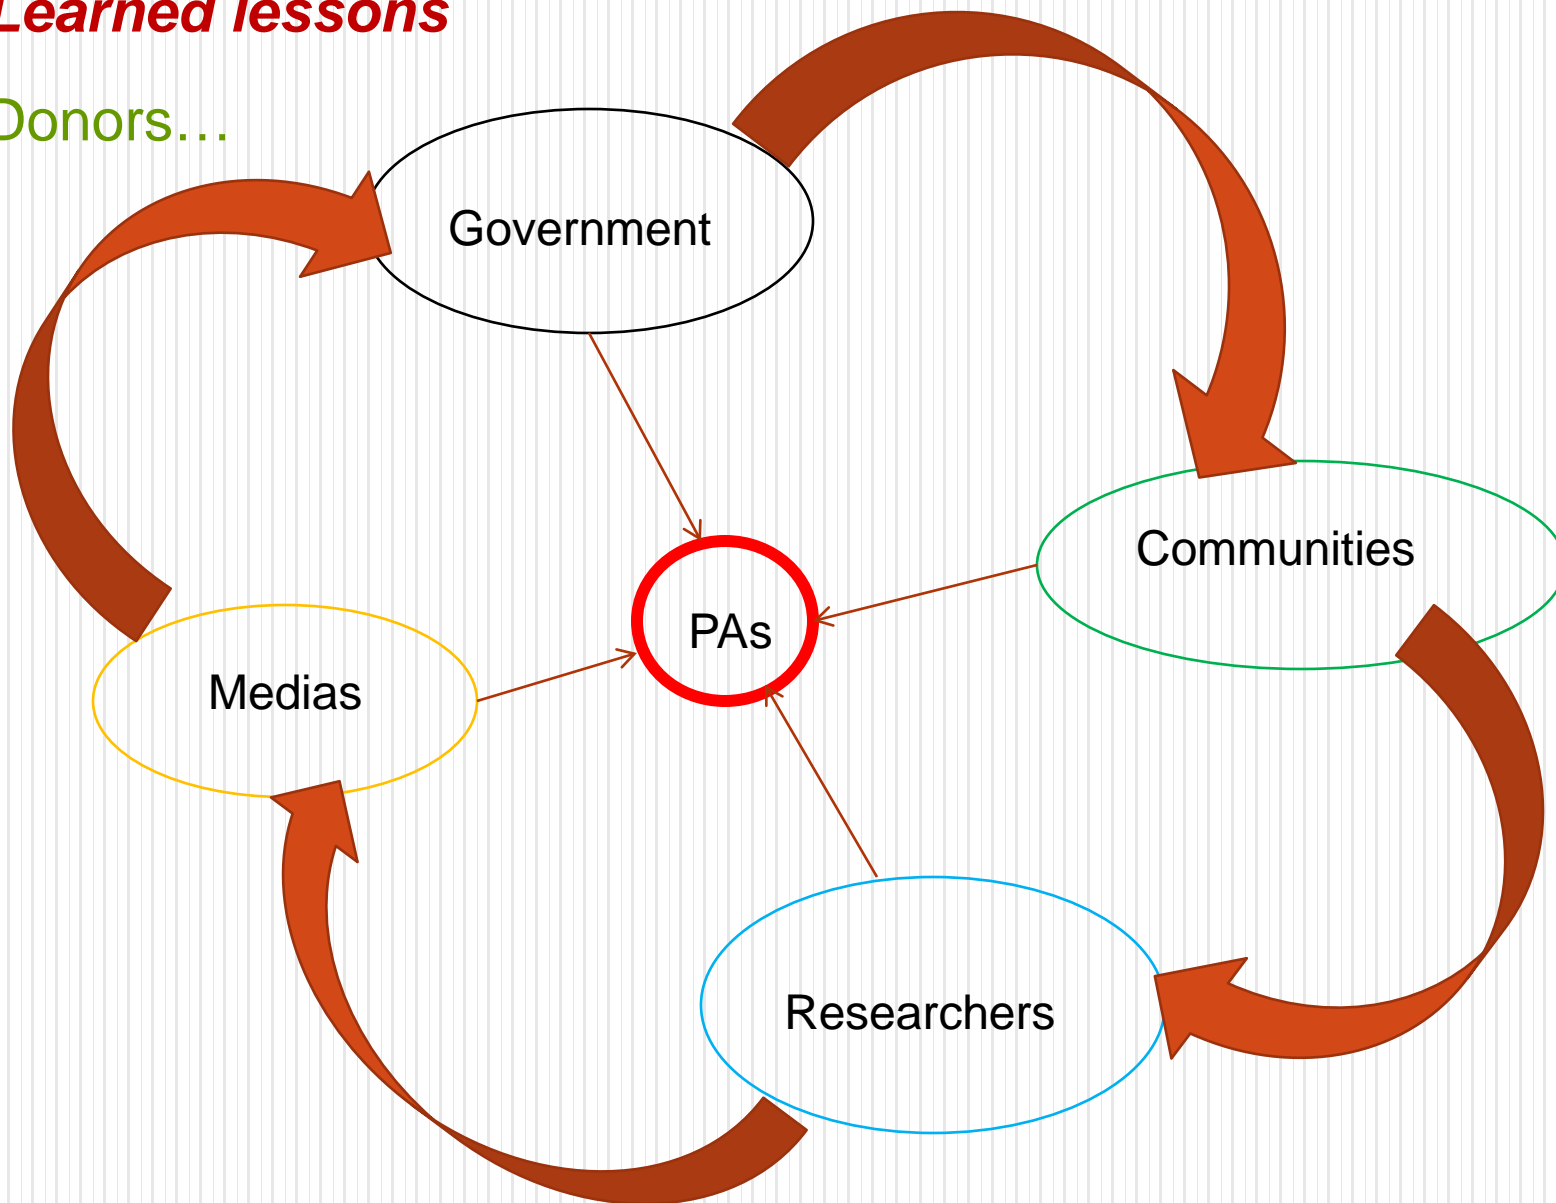 Learned lessons
Donors…
Government
Communities
PAs
Medias
Researchers